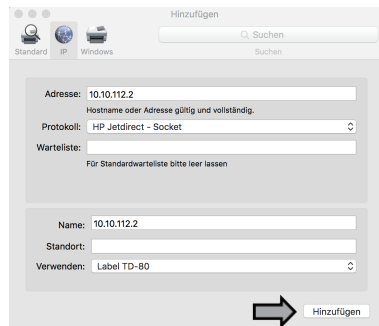 Hinzufügen
Suchen
Standard IP Windows Suchen
Adresse: 10.10.112.2
Hostname oder Adresse gültig und vollständig.
Protokoll: HP Jetdirect - Socket
Warteliste:
Für Standardwarteliste bitte leer lassen
Name: 10.10.112.2
Standort:
Verwenden: Label TD-80
Hinzufügen